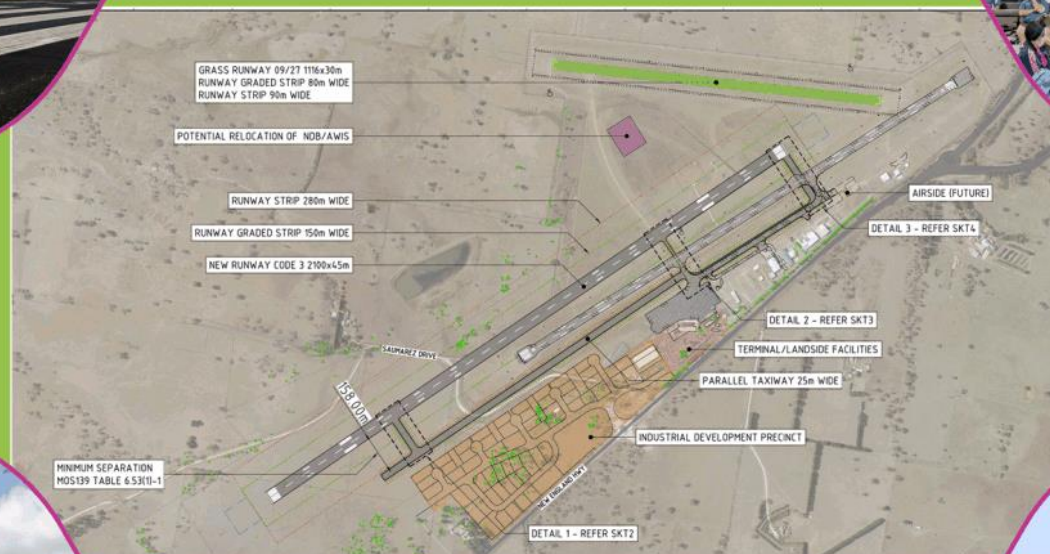 GRASS RUNWAY 09/27 1116x30m
RUNWAY GRADED STRIP 80m WIDE
RUNWAY STRIP 90m WIDE
POTENTIAL RELOCATION OF NDB/AWIS
RUNWAY STRIP 280m WIDE
AIRSIDE (FUTURE)
RUNWAY GRADED STRIP 150m WIDE
DETAIL 3 - REFER SKT4
NEW RUNWAY CODE 3 2100x45m
DETAIL 2 - REFER SKT3
SAUMAREZ DRIVE
TERMINAL/LANDSIDE FACILITIES
PARALLEL TAXIWAY 25m WIDE
158.00m
INDUSTRIAL DEVELOPMENT PRECINCT
MINIMUM SEPARATION
MOS139 TABLE 6.53(1)-1
NEW ENGLAND HWY
DETAIL 1 - REFER SKT2